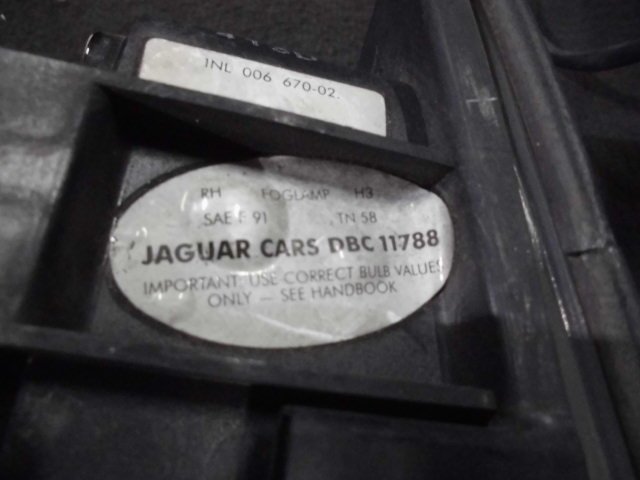 1NL 006 670-02.
RH FOGLAMP H3
SAE F 91 TN 58
JAGUAR CARS DBC 11788
IMPORTANT USE CORRECT BULB VALUES
ONLY – SEE HANDBOOK